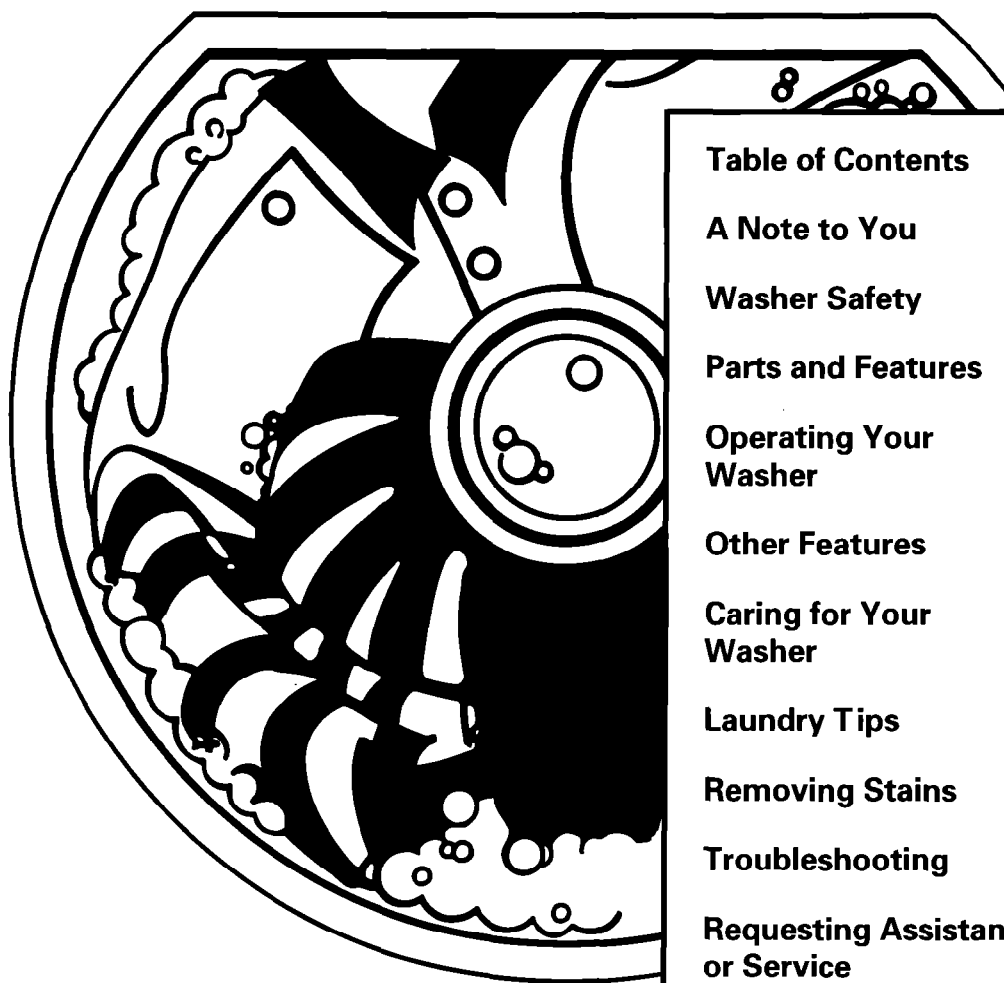 Table of Contents
A Note to You
Washer Safety
Parts and Features
Operating Your
Washer
Other Features
Caring for Your
Washer
Laundry Tips
Removing Stains
Troubleshooting
Requesting
or Service